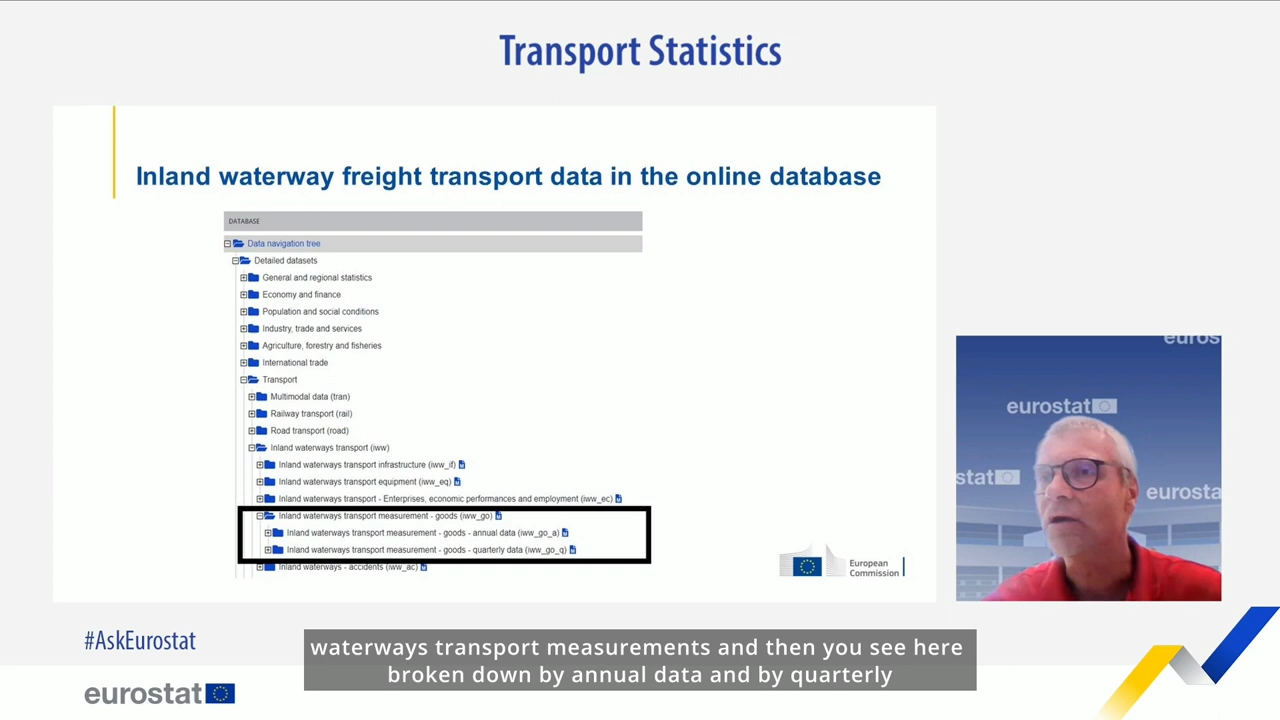 Transport Statistics
Inland waterway freight transport data in the online database
DATABASE
Data navigation tree
Detailed datasets
General and regional statistics
Economy and finance
Population and social conditions
Industry, trade and services
Agriculture, forestry and fisheries
International trade
Transport
Multimodal data (tran)
Railway transport (rail)
Road transport (road)
Inland waterways transport (iww)
Inland waterways transport infrastructure (iww_if)
Inland waterways transport equipment (iww_eq)
Inland waterways transport - Enterprises, economic performances and employment (iww_ec)
Inland waterways transport measurement - goods (iww_go)
Inland waterways transport measurement - goods - annual data (iww_go_a)
Inland waterways transport measurement - goods - quarterly data (iww_go_q)
Inland waterways - accidents (iww_ac)
European
Commission
euros
eurostat
stat
eurosta
#AskEurostat
waterways transport measurements and then you see here
broken down by annual data and by quarterly
eurostat